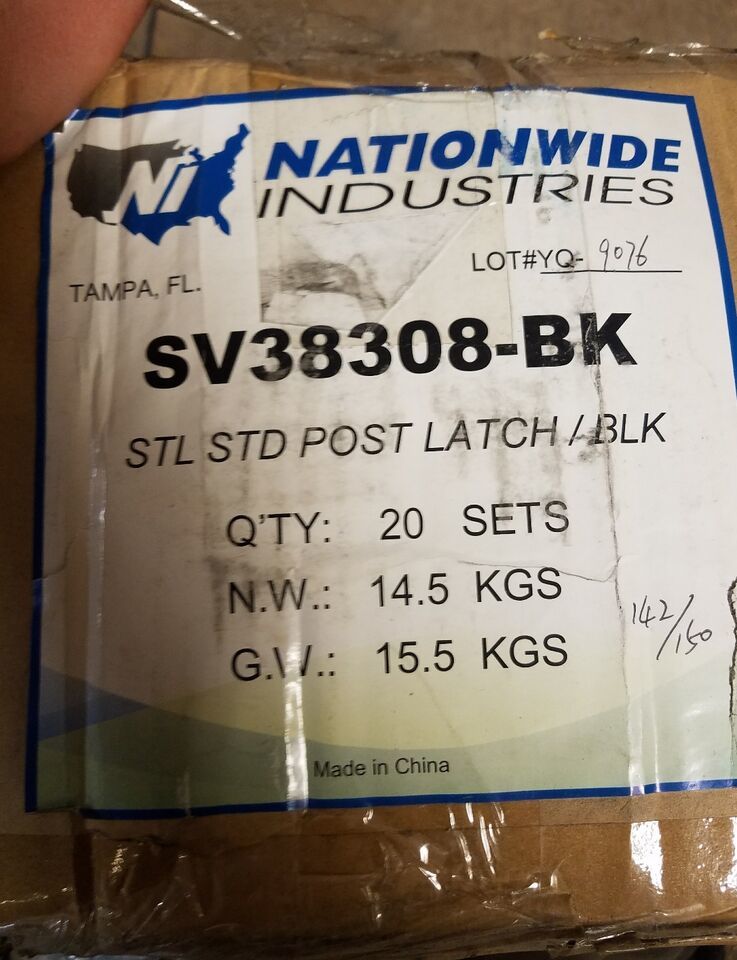 Ni NATIONWIDE
INDUSTRIES
LOT#YQ- 9076
TAMPA, FL.
SV38308-BK
STL STD POST LATCH / BLK
Q'TY: 20 SETS
N.W.: 14.5 KGS
G.W.: 15.5 KGS
142/150
Made in China